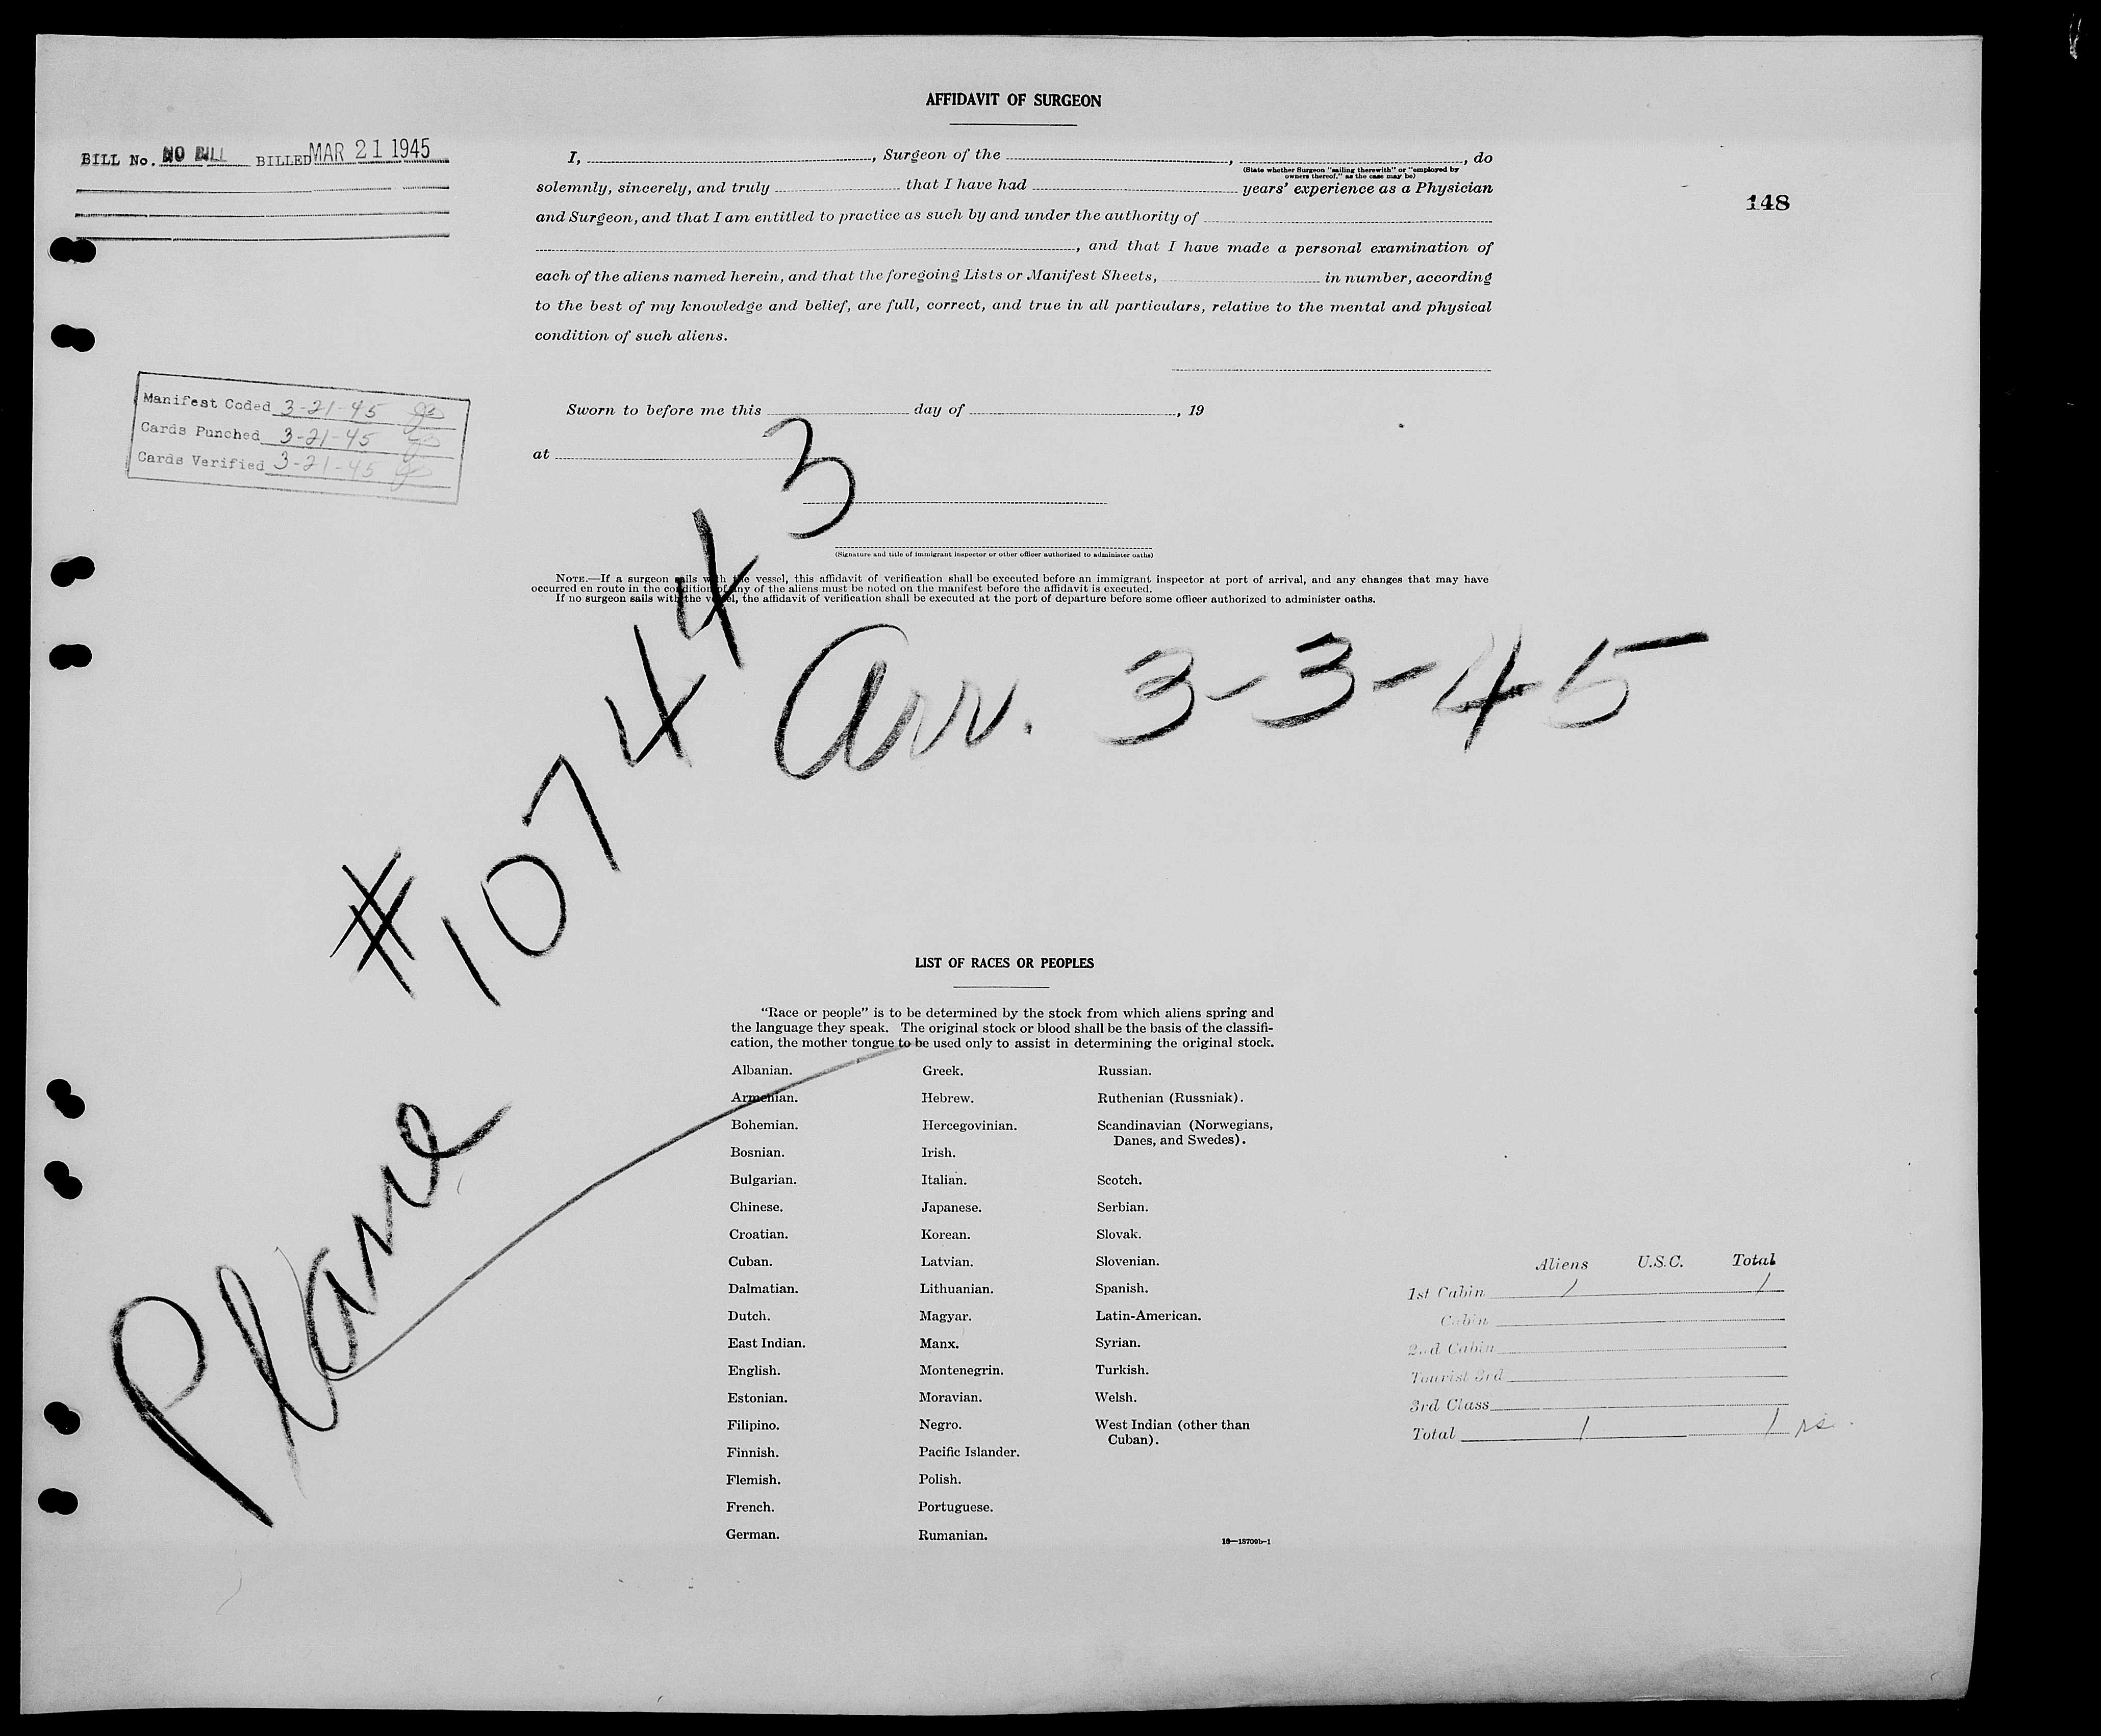 AFFIDAVIT OF SURGEON
BILL No. NO BILL BILLED MAR 21 1945
148
I, , Surgeon of the , , do
(State whether Surgeon "sailing therewith" or "employed by
owners thereof," as the case may be)
solemnly, sincerely, and truly that I have had years' experience as a Physician
and Surgeon, and that I am entitled to practice as such by and under the authority of
, and that I have made a personal examination of
each of the aliens named herein, and that the foregoing Lists or Manifest Sheets, in number, according
to the best of my knowledge and belief, are full, correct, and true in all particulars, relative to the mental and physical
condition of such aliens.
Manifest Coded 3-21-45
Cards Punched 3-21-45
Cards Verified 3-21-45
Sworn to before me this day of , 19
at
(Signature and title of immigrant inspector or other officer authorized to administer oaths)
NOTE.—If a surgeon sails with the vessel, this affidavit of verification shall be executed before an immigrant inspector at port of arrival, and any changes that may have
occurred en route in the condition of any of the aliens must be noted on the manifest before the affidavit is executed.
If no surgeon sails with the vessel, the affidavit of verification shall be executed at the port of departure before some officer authorized to administer oaths.
Arr. 3-3-45
Plane # 107443
LIST OF RACES OR PEOPLES
"Race or people" is to be determined by the stock from which aliens spring and
the language they speak. The original stock or blood shall be the basis of the classifi-
cation, the mother tongue to be used only to assist in determining the original stock.
Albanian.
Armenian.
Bohemian.
Bosnian.
Bulgarian.
Chinese.
Croatian.
Cuban.
Dalmatian.
Dutch.
East Indian.
English.
Estonian.
Filipino.
Finnish.
Flemish.
French.
German.
Greek.
Hebrew.
Hercegovinian.
Irish.
Italian.
Japanese.
Korean.
Latvian.
Lithuanian.
Magyar.
Manx.
Montenegrin.
Moravian.
Negro.
Pacific Islander.
Polish.
Portuguese.
Rumanian.
Russian.
Ruthenian (Russniak).
Scandinavian (Norwegians,
Danes, and Swedes).
Scotch.
Serbian.
Slovak.
Slovenian.
Spanish.
Latin-American.
Syrian.
Turkish.
Welsh.
West Indian (other than
Cuban).
16—18709b-1
Aliens U.S.C. Total
1st Cabin 1 1
Cabin
2nd Cabin
Tourist 3rd
3rd Class
Total 1 1